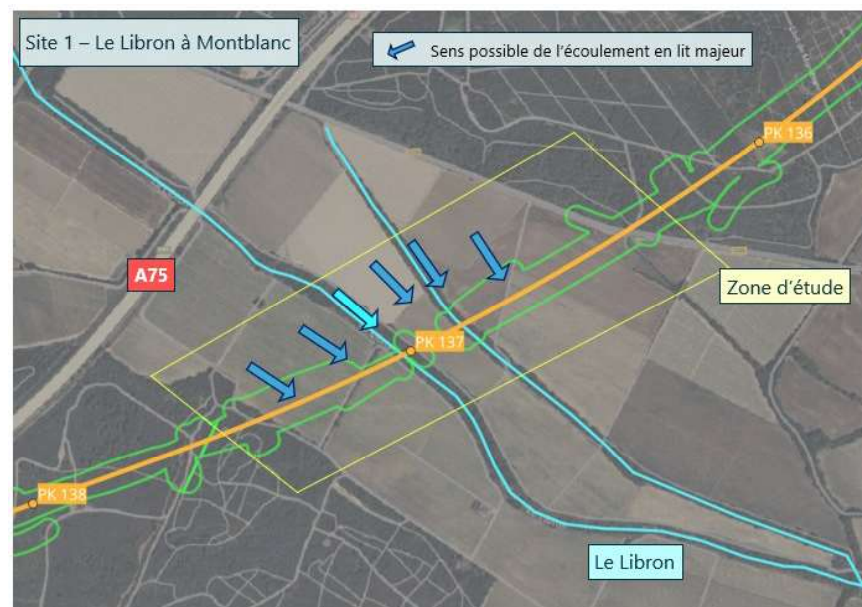 Site 1 – Le Libron à Montblanc
Sens possible de l'écoulement en lit majeur
PK 136
A75
Zone d'étude
PK 137
PK 138
Le Libron